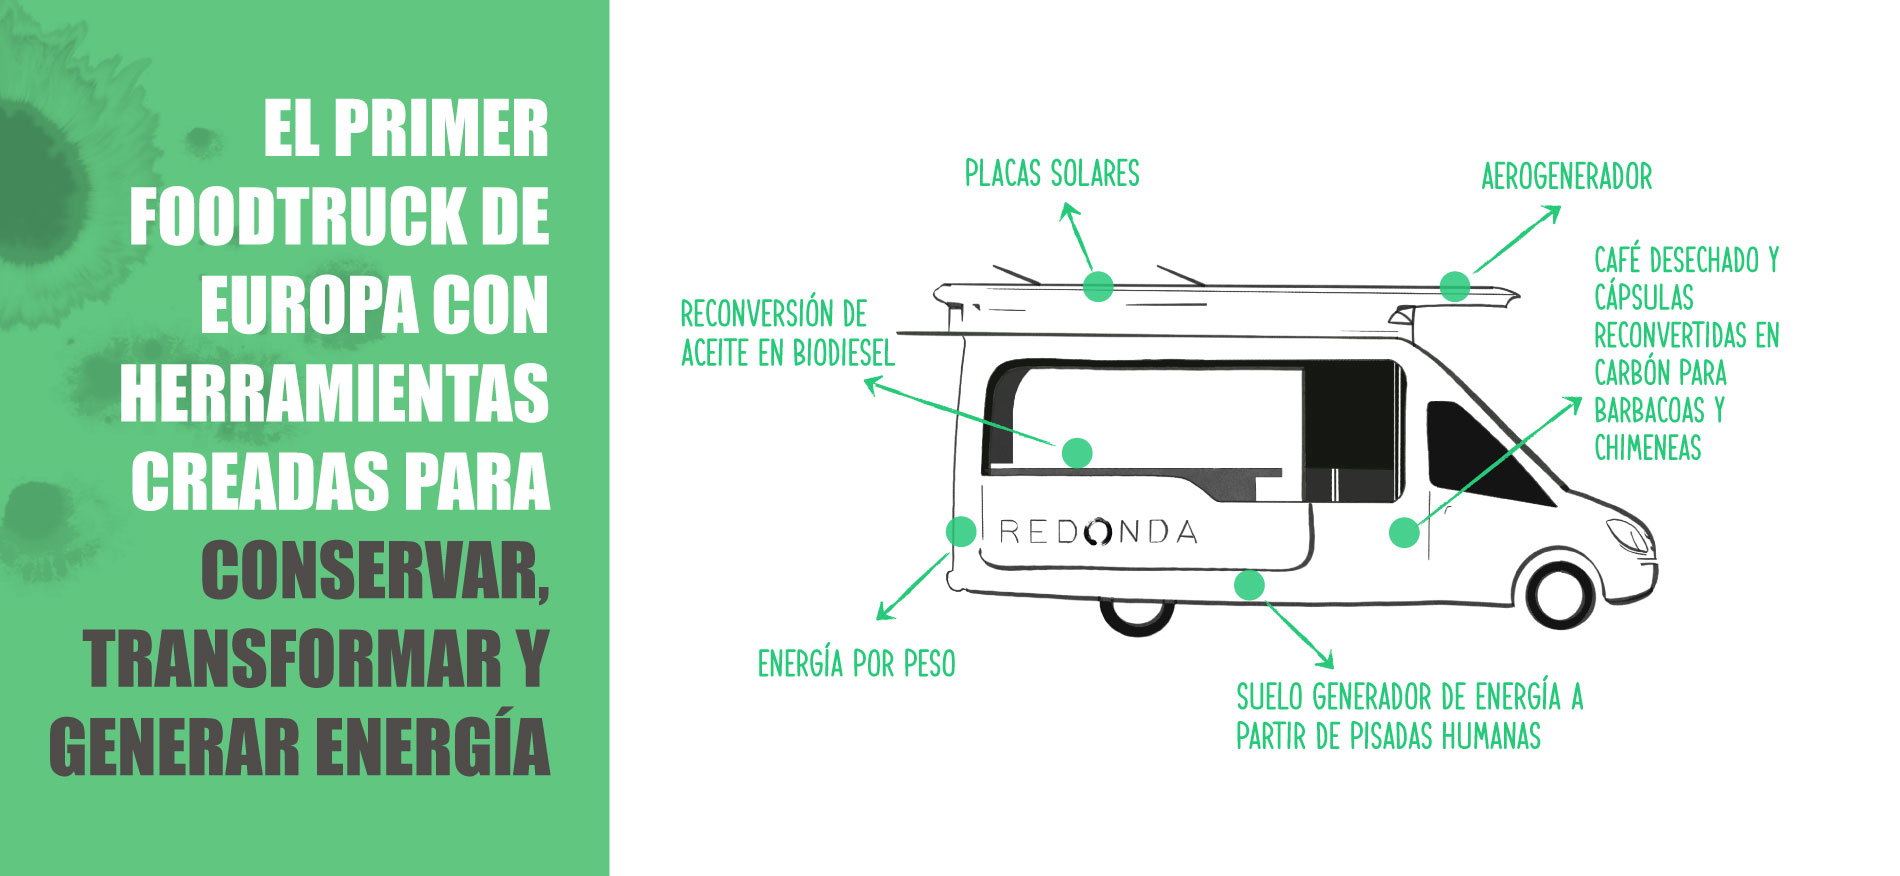 EL PRIMER
FOODTRUCK DE
EUROPA CON
HERRAMIENTAS
CREADAS PARA
CONSERVAR,
TRANSFORMAR Y
GENERAR ENERGÍA
PLACAS SOLARES
AEROGENERADOR
CAFÉ DESECHADO Y
CÁPSULAS
RECONVERTIDAS EN
CARBÓN PARA
BARBACOAS Y
CHIMENEAS
RECONVERSIÓN DE
ACEITE EN BIODIESEL
REDONDA
ENERGÍA POR PESO
SUELO GENERADOR DE ENERGÍA A
PARTIR DE PISADAS HUMANAS